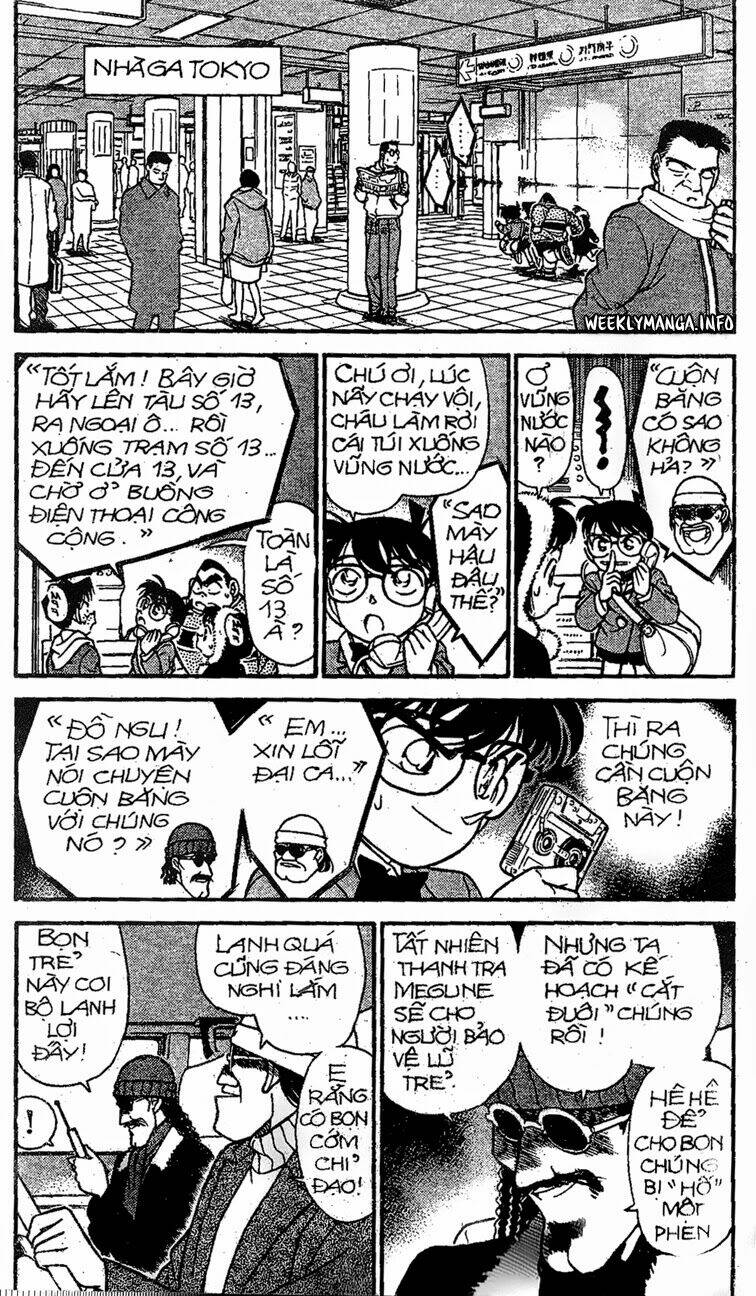 NHÀ GA TOKYO
WEEKLYMANGA.INFO
"TỐT LẮM! BÂY GIỜ
HÃY LÊN TÀU SỐ 13,
RA NGOẠI Ô... RỒI
XUỐNG TRẠM SỐ 13...
ĐẾN CỬA 13, VÀ
CHỜ Ở BUỒNG
ĐIỆN THOẠI CÔNG
CỘNG."
TOÀN
LÀ
SỐ
13
À?
CHÚ ƠI, LÚC
NÃY CHẠY VỘI,
CHÁU LÀM RƠI
CÁI TÚI XUỐNG
VŨNG NƯỚC...
"SAO
MÀY
HẬU
ĐẬU
THẾ?"
Ơ
VŨNG
NƯỚC
NÀO
?
"CUỘN
BĂNG
CÓ SAO
KHÔNG
HẢ?"
"ĐỒ NGU!
TẠI SAO MÀY
NÓI CHUYỆN
CUỘN BĂNG
VỚI CHÚNG
NÓ?"
"EM...
XIN LỖI
ĐẠI CA..."
THÌ RA
CHÚNG
CẦN CUỘN
BĂNG
NÀY!
BỌN
TRẺ
NÀY COI
BỘ LANH
LỢI
ĐẤY!
!
LANH QUÁ
CŨNG ĐÁNG
NGHI LẮM
....
E
RẰNG
CÓ BỌN
CỚM
CHỈ
ĐẠO!
TẤT NHIÊN
THANH TRA
MEGURE
SẼ CHO
NGƯỜI BẢO
VỆ LŨ
TRẺ.
NHƯNG TA
ĐÃ CÓ KẾ
HOẠCH "CẮT
ĐUÔI" CHÚNG
RỒI!
HÊ HÊ
ĐỂ
CHO BỌN
CHÚNG
BỊ "HỐ"
MỘT
PHEN